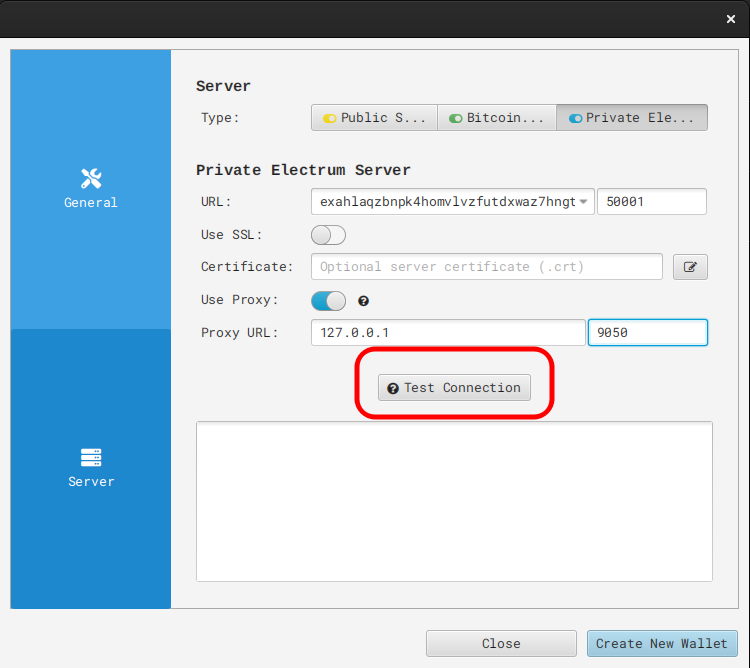 General
Server
Server
Type:
Public S...
Bitcoin...
Private Ele...
Private Electrum Server
URL:
exahlaqzbnpk4homvlvzfutdxwaz7hngt
50001
Use SSL:
Certificate:
Optional server certificate (.crt)
Use Proxy:
Proxy URL:
127.0.0.1
9050
Test Connection
Close
Create New Wallet